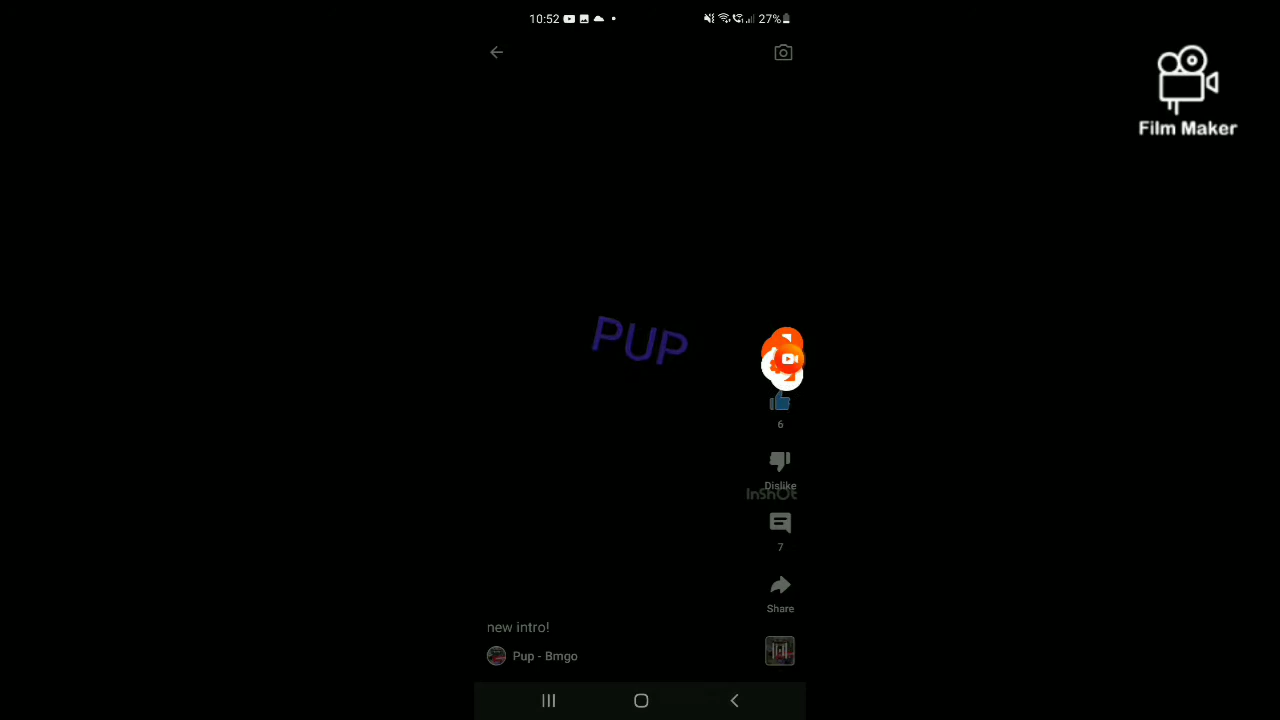 10:52
27%
Film Maker
PUP
6
Dislike
InShOt
7
Share
new intro!
Pup - Bmgo